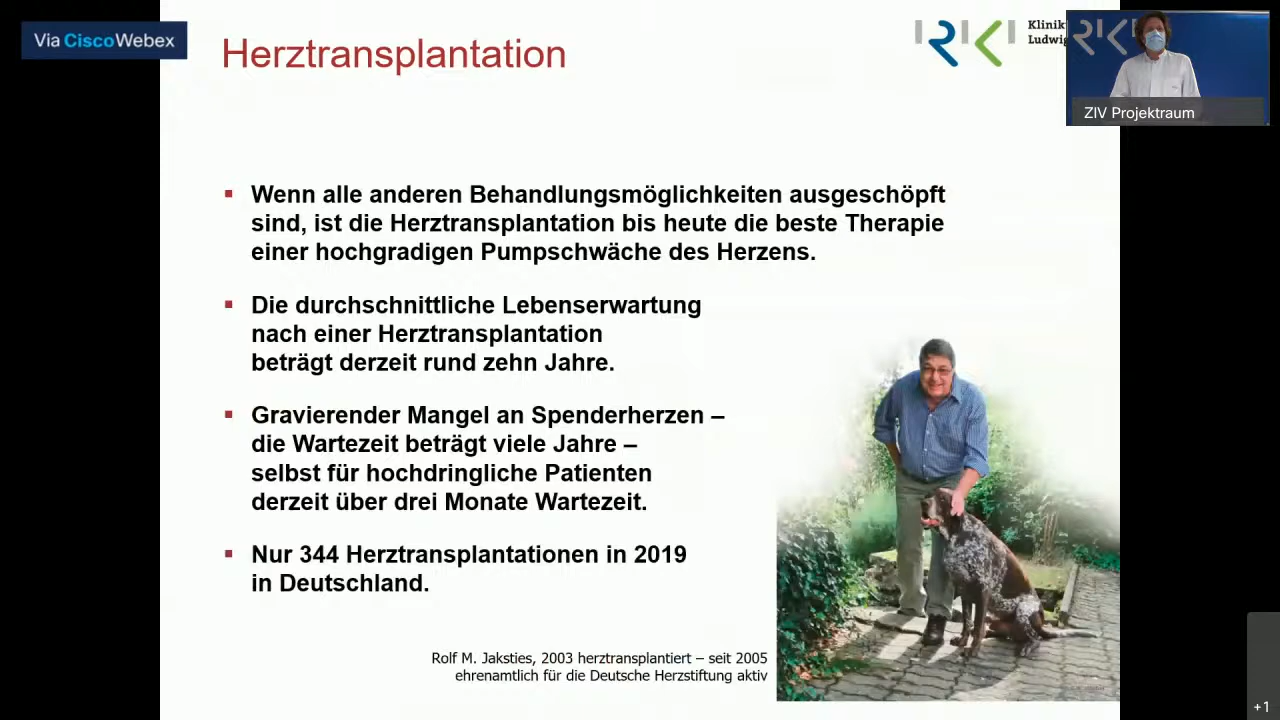 Via Cisco Webex
Herztransplantation
Klinik
Ludwig
ZIV Projektraum
Wenn alle anderen Behandlungsmöglichkeiten ausgeschöpft
sind, ist die Herztransplantation bis heute die beste Therapie
einer hochgradigen Pumpschwäche des Herzens.
Die durchschnittliche Lebenserwartung
nach einer Herztransplantation
beträgt derzeit rund zehn Jahre.
Gravierender Mangel an Spenderherzen –
die Wartezeit beträgt viele Jahre –
selbst für hochdringliche Patienten
derzeit über drei Monate Wartezeit.
Nur 344 Herztransplantationen in 2019
in Deutschland.
Rolf M. Jaksties, 2003 herztransplantiert – seit 2005
ehrenamtlich für die Deutsche Herzstiftung aktiv
+1